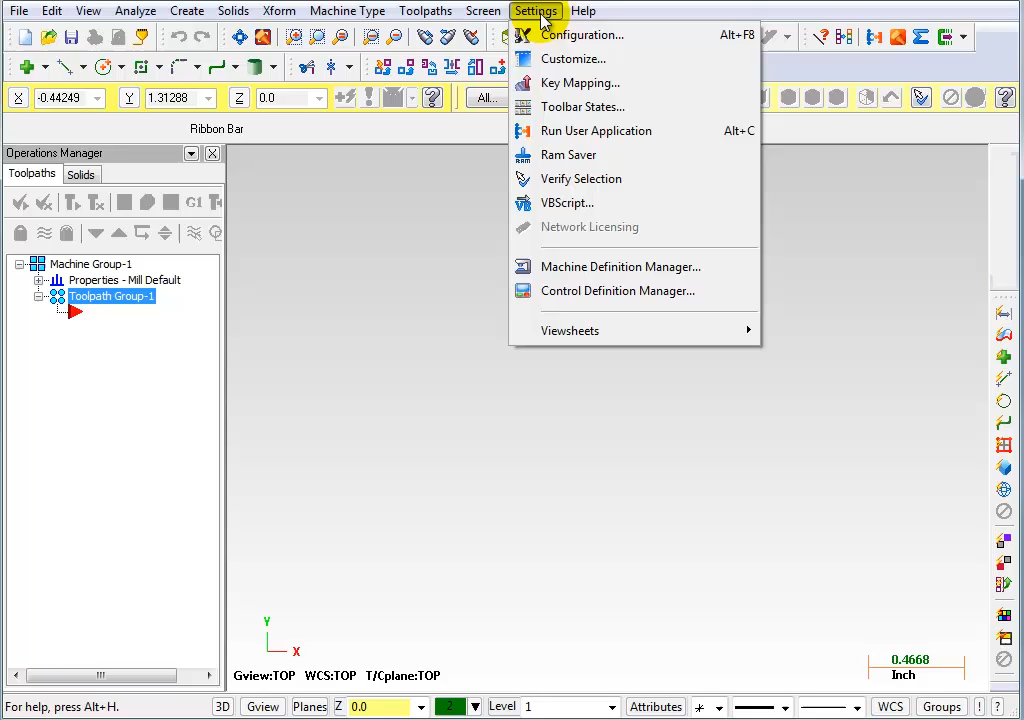 File Edit View Analyze Create Solids Xform Machine Type Toolpaths Screen Settings Help
X -0.44249 Y 1.31288 Z 0.0 All...
Ribbon Bar
Operations Manager
Toolpaths Solids
G1
Machine Group-1
Properties - Mill Default
Toolpath Group-1
Configuration... Alt+F8
Customize...
Key Mapping...
Toolbar States...
Run User Application Alt+C
Ram Saver
Verify Selection
VBScript...
Network Licensing
Machine Definition Manager...
Control Definition Manager...
Viewsheets
Y
X
Gview:TOP WCS:TOP T/Cplane:TOP
0.4668
Inch
For help, press Alt+H. 3D Gview Planes Z 0.0 2 Level 1 Attributes WCS Groups ! ?